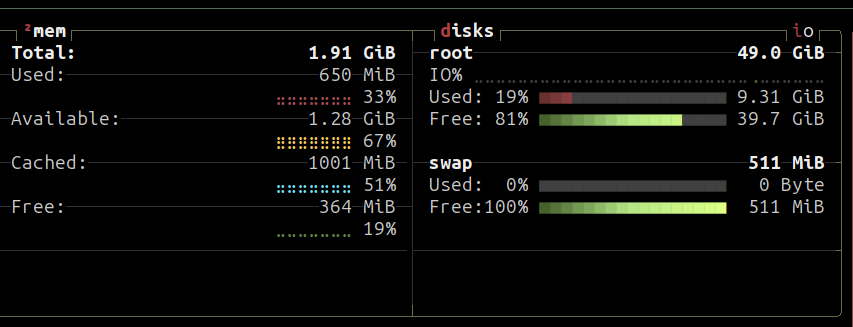 ²mem
Total: 1.91 GiB
Used: 650 MiB
33%
Available: 1.28 GiB
67%
Cached: 1001 MiB
51%
Free: 364 MiB
19%
disks io
root 49.0 GiB
IO%
Used: 19% 9.31 GiB
Free: 81% 39.7 GiB
swap 511 MiB
Used: 0% 0 Byte
Free:100% 511 MiB